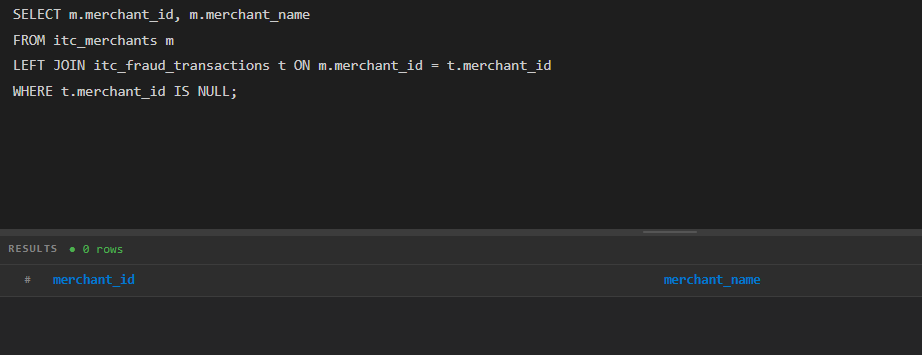 SELECT m.merchant_id, m.merchant_name
FROM itc_merchants m
LEFT JOIN itc_fraud_transactions t ON m.merchant_id = t.merchant_id
WHERE t.merchant_id IS NULL;
RESULTS ● 0 rows
# merchant_id merchant_name